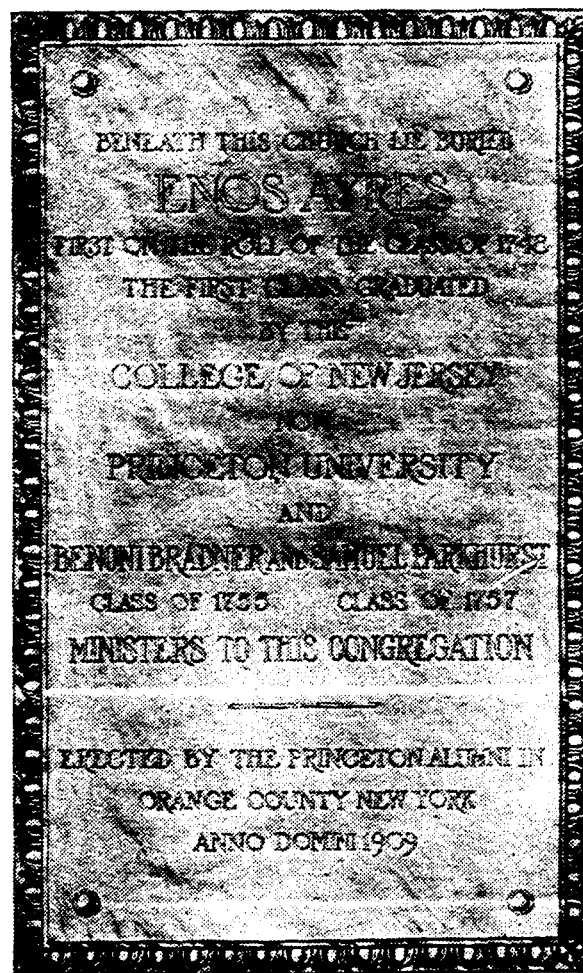 BENEATH THIS CHURCH LIE BURIED
ENOS AYRES
FIRST ON THE ROLL OF THE CLASS OF 1748
THE FIRST CLASS GRADUATED
BY THE
COLLEGE OF NEW JERSEY
NOW
PRINCETON UNIVERSITY
AND
BENONI BRADNER AND SAMUEL PARKHURST
CLASS OF 1755 CLASS OF 1757
MINISTERS TO THIS CONGREGATION
ERECTED BY THE PRINCETON ALUMNI IN
ORANGE COUNTY NEW YORK
ANNO DOMINI 1909